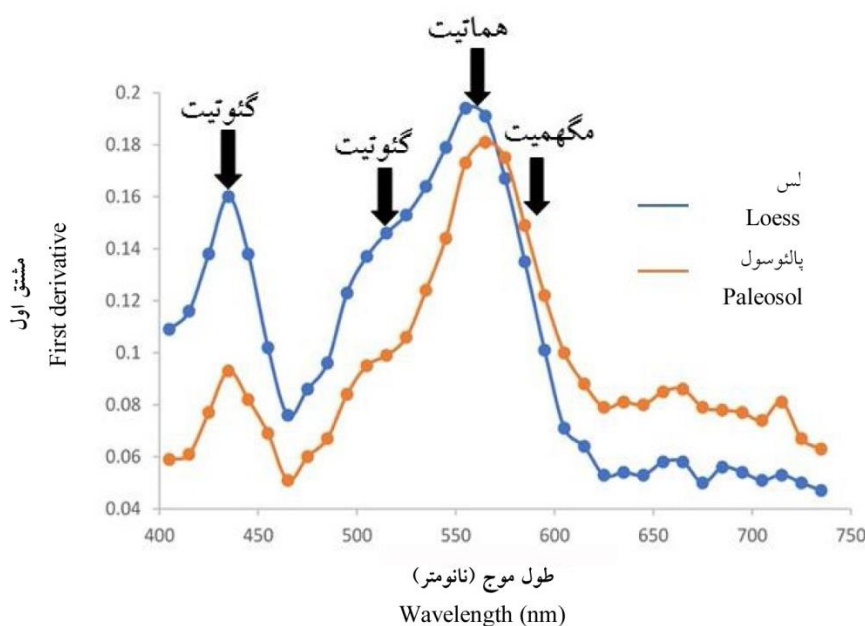 هماتیت
گئوتیت
گئوتیت
مگهمیت
0.2
0.18
0.16
0.14
0.12
0.1
0.08
0.06
0.04
مشتق اول
First derivative
400
450
500
550
600
650
700
750
طول موج (نانومتر)
Wavelength (nm)
لس
Loess
پالئوسول
Paleosol